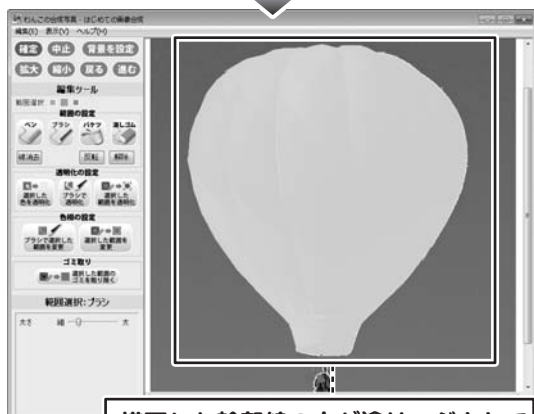 わんこの合成写真 - はじめての画像合成
編集(E) 表示(V) ヘルプ(H)
確定 中止 背景を設定
拡大 縮小 戻る 進む
編集ツール
範囲選択
範囲の設定
ペン ブラシ バケツ 消しゴム
線消去 反転 解除
透明化の設定
選択した色を透明化 ブラシで透明化 選択した範囲を透明化
色相の設定
ブラシで選択した範囲を変更 選択した範囲を変更
ゴミ取り
選択した範囲のゴミを取り除く
範囲選択:ブラシ
大きさ 細 太